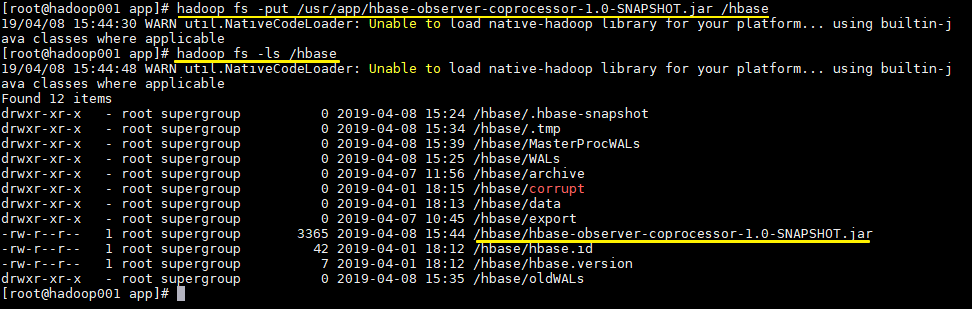 [root@hadoop001 app]# hadoop fs -put /usr/app/hbase-observer-coprocessor-1.0-SNAPSHOT.jar /hbase
19/04/08 15:44:30 WARN util.NativeCodeLoader: Unable to load native-hadoop library for your platform... using builtin-j
ava classes where applicable
[root@hadoop001 app]# hadoop fs -ls /hbase
19/04/08 15:44:48 WARN util.NativeCodeLoader: Unable to load native-hadoop library for your platform... using builtin-j
ava classes where applicable
Found 12 items
drwxr-xr-x   - root supergroup          0 2019-04-08 15:24 /hbase/.hbase-snapshot
drwxr-xr-x   - root supergroup          0 2019-04-08 15:34 /hbase/.tmp
drwxr-xr-x   - root supergroup          0 2019-04-08 15:39 /hbase/MasterProcWALs
drwxr-xr-x   - root supergroup          0 2019-04-08 15:25 /hbase/WALs
drwxr-xr-x   - root supergroup          0 2019-04-07 11:56 /hbase/archive
drwxr-xr-x   - root supergroup          0 2019-04-01 18:15 /hbase/corrupt
drwxr-xr-x   - root supergroup          0 2019-04-01 18:13 /hbase/data
drwxr-xr-x   - root supergroup          0 2019-04-07 10:45 /hbase/export
-rw-r--r--   1 root supergroup       3365 2019-04-08 15:44 /hbase/hbase-observer-coprocessor-1.0-SNAPSHOT.jar
-rw-r--r--   1 root supergroup         42 2019-04-01 18:12 /hbase/hbase.id
-rw-r--r--   1 root supergroup          7 2019-04-01 18:12 /hbase/hbase.version
drwxr-xr-x   - root supergroup          0 2019-04-08 15:35 /hbase/oldWALs
[root@hadoop001 app]#